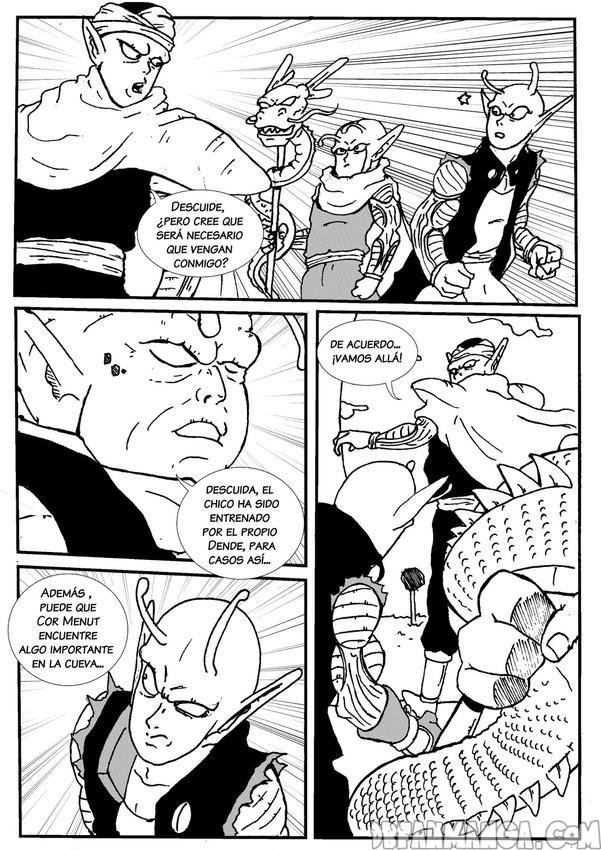 DESCUIDE,
¿PERO CREE QUE
SERÁ NECESARIO
QUE VENGAN
CONMIGO?
DESCUIDA, EL
CHICO HA SIDO
ENTRENADO
POR EL PROPIO
DENDE, PARA
CASOS ASÍ...
ADEMÁS ,
PUEDE QUE
COR MENUT
ENCUENTRE
ALGO IMPORTANTE
EN LA CUEVA...
DE ACUERDO...
¡VAMOS ALLÁ!
DBFANMANGA.COM